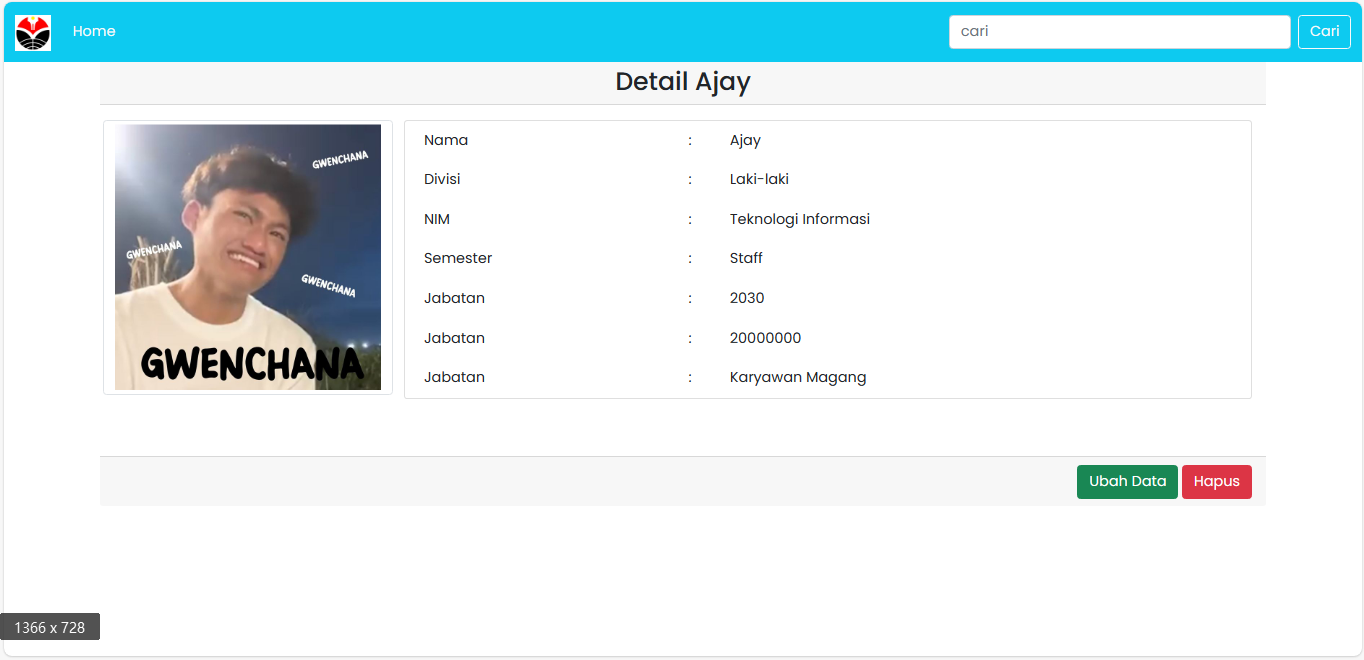 Home
cari
Cari
Detail Ajay
GWENCHANA
GWENCHANA
GWENCHANA
GWENCHANA
Nama : Ajay
Divisi : Laki-laki
NIM : Teknologi Informasi
Semester : Staff
Jabatan : 2030
Jabatan : 20000000
Jabatan : Karyawan Magang
Ubah Data
Hapus
1366 x 728